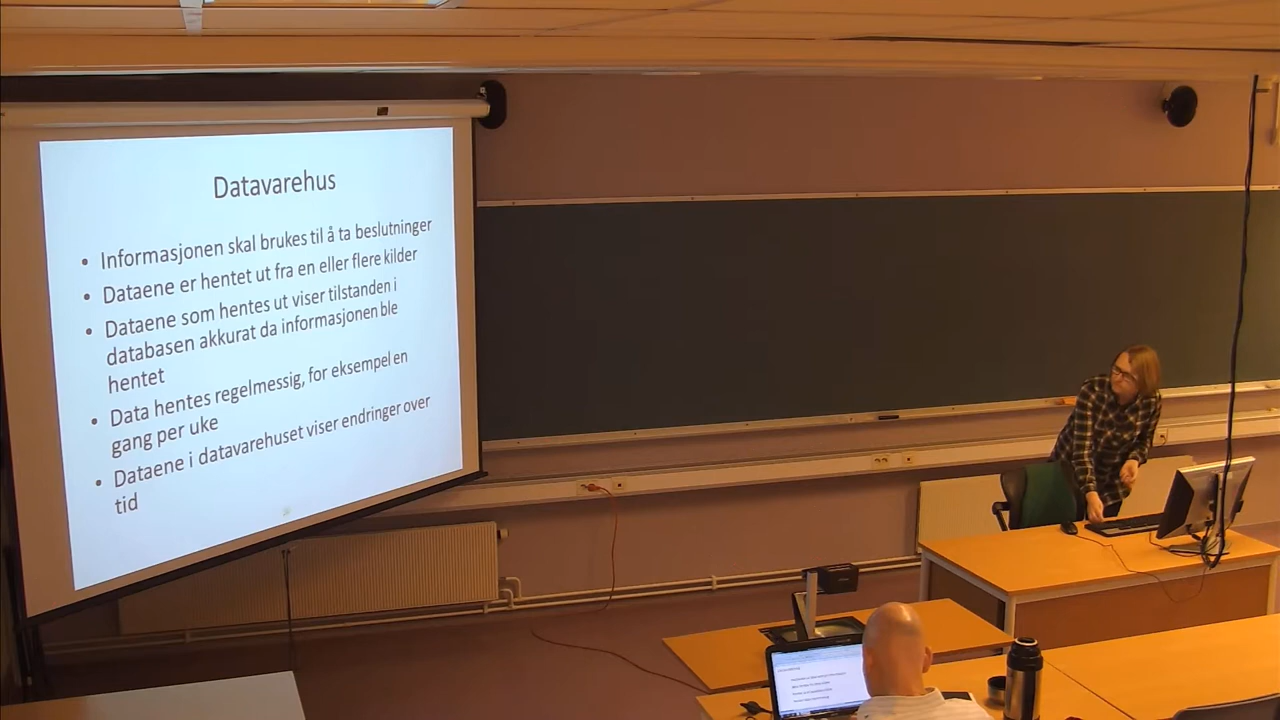 Datavarehus
• Informasjonen skal brukes til å ta beslutninger
• Dataene er hentet ut fra en eller flere kilder
• Dataene som hentes ut viser tilstanden i
databasen akkurat da informasjonen ble
hentet
• Data hentes regelmessig, for eksempel en
gang per uke
• Dataene i datavarehuset viser endringer over
tid